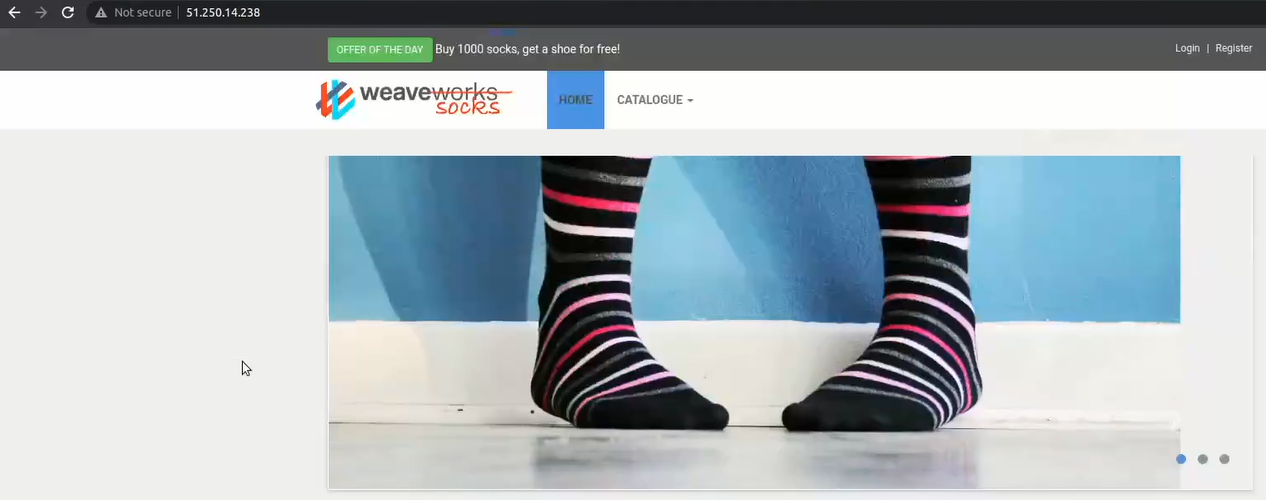 Not secure | 51.250.14.238
OFFER OF THE DAY Buy 1000 socks, get a shoe for free!
Login | Register
weaveworks
socks
HOME
CATALOGUE